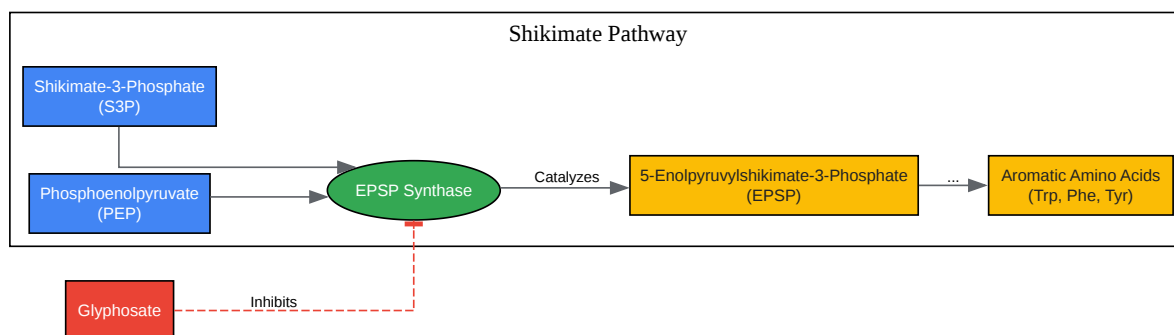 Shikimate Pathway
Shikimate-3-Phosphate
(S3P)
Phosphoenolpyruvate
(PEP)
EPSP Synthase
Catalyzes
5-Enolpyruvylshikimate-3-Phosphate
(EPSP)
...
Aromatic Amino Acids
(Trp, Phe, Tyr)
Glyphosate
Inhibits